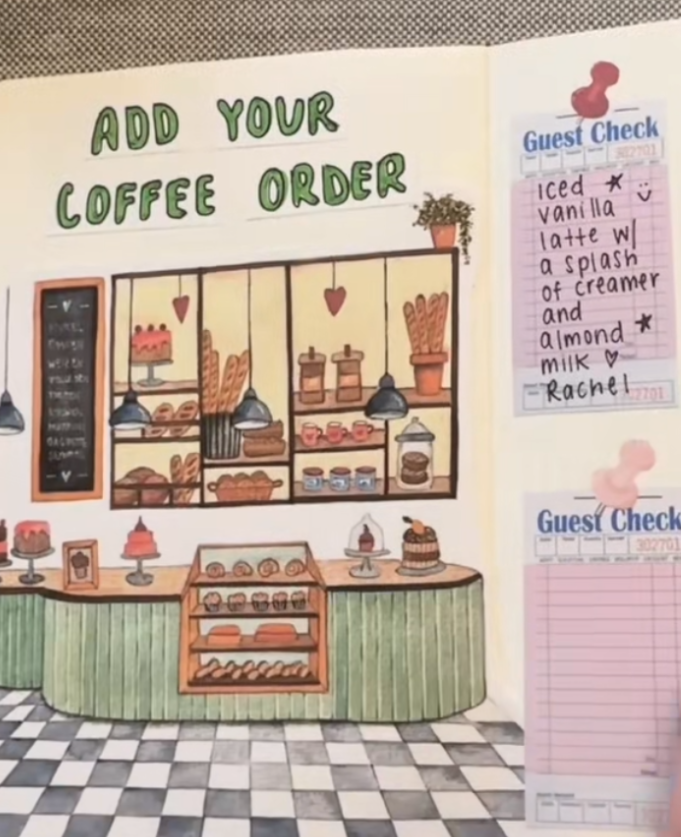 ADD YOUR
COFFEE ORDER
Guest Check
302701
Iced
vanilla
latte w/
a splash
of creamer
and
almond
milk ♡
Rachel
302701
Guest Check
302701